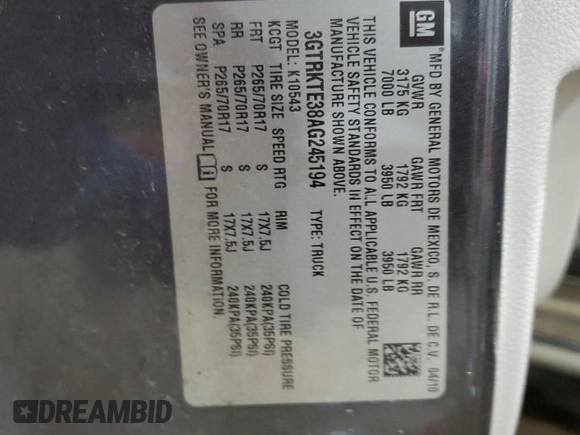 GM
® MFD BY GENERAL MOTORS DE MEXICO, S. DE R.L. DE C.V. 04/10
GVWR GAWR FRT GAWR RR
3175 KG 1792 KG 1792 KG
7000 LB 3950 LB 3950 LB
THIS VEHICLE CONFORMS TO ALL APPLICABLE U.S. FEDERAL MOTOR
VEHICLE SAFETY STANDARDS IN EFFECT ON THE DATE OF
MANUFACTURE SHOWN ABOVE.
3GTRKTE38AG245194 TYPE: TRUCK
MODEL: K10543
KCGT TIRE SIZE SPEED RTG RIM COLD TIRE PRESSURE
FRT P265/70R17 S 17X7.5J 240KPA(35PSI)
RR P265/70R17 S 17X7.5J 240KPA(35PSI)
SPA P265/70R17 S 17X7.5J 240KPA(35PSI)
SEE OWNER'S MANUAL FOR MORE INFORMATION.
DREAMBID